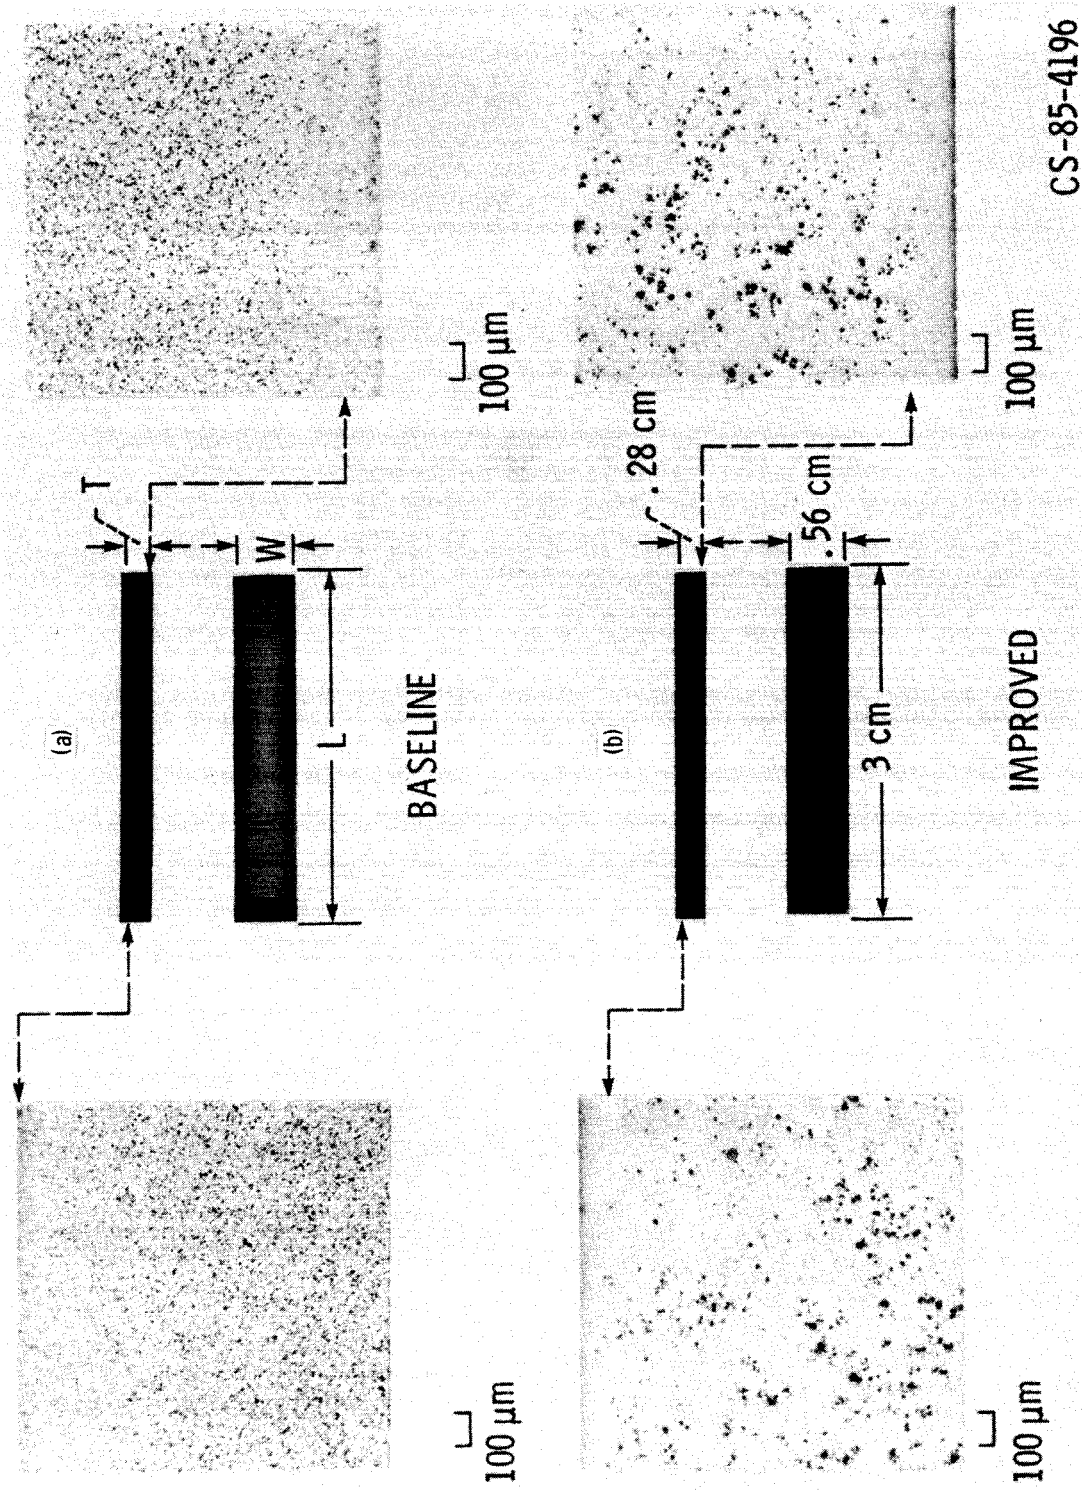 (a)
T
W
L
BASELINE
100 µm
100 µm
(b)
.28 cm
.56 cm
3 cm
IMPROVED
100 µm
100 µm
CS-85-4196